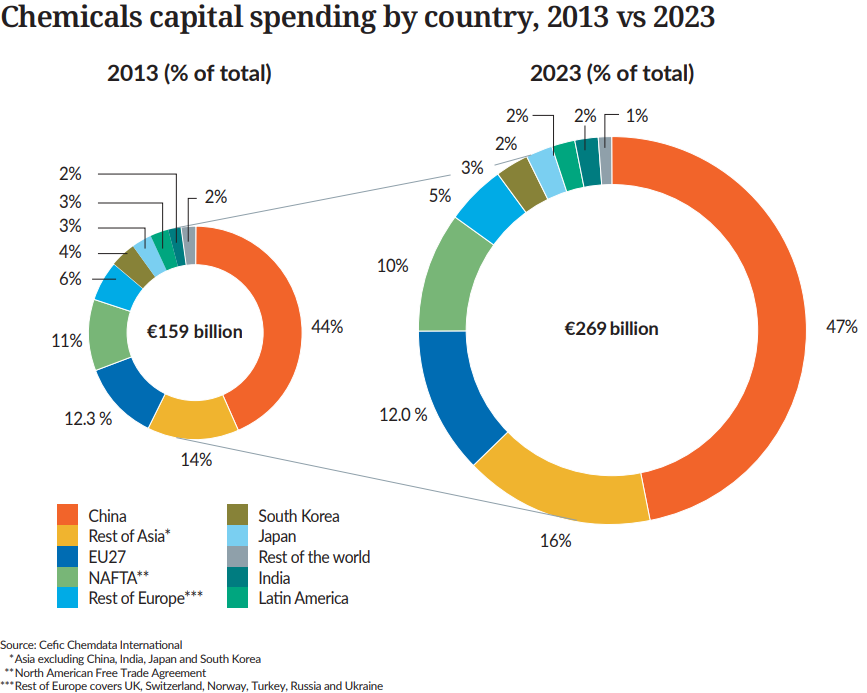 Chemicals capital spending by country, 2013 vs 2023
2013 (% of total)
2%
3%
3%
4%
6%
11%
12.3 %
14%
44%
2%
€159 billion
2023 (% of total)
2%
2%
1%
2%
3%
5%
10%
12.0 %
16%
47%
€269 billion
China
Rest of Asia*
EU27
NAFTA**
Rest of Europe***
South Korea
Japan
Rest of the world
India
Latin America
Source: Cefic Chemdata International
*Asia excluding China, India, Japan and South Korea
**North American Free Trade Agreement
***Rest of Europe covers UK, Switzerland, Norway, Turkey, Russia and Ukraine